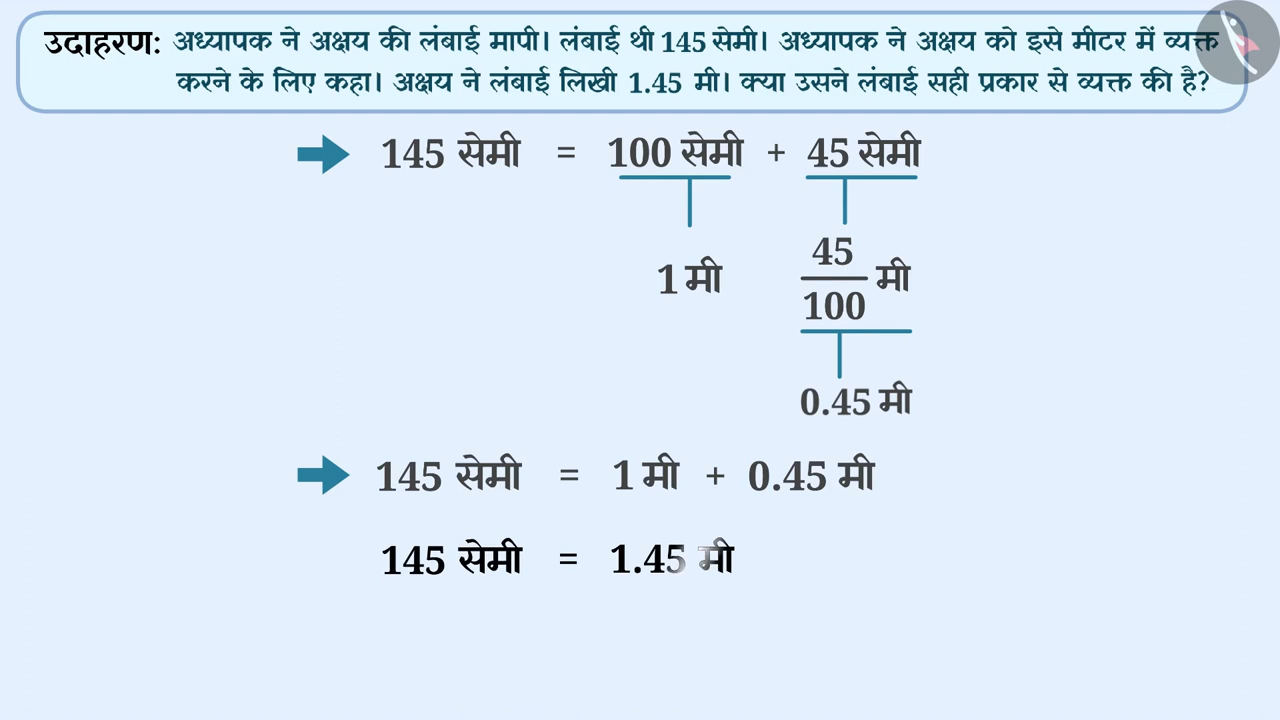 उदाहरण: अध्यापक ने अक्षय की लंबाई मापी। लंबाई थी 145 सेमी। अध्यापक ने अक्षय को इसे मीटर में व्यक्त
करने के लिए कहा। अक्षय ने लंबाई लिखी 1.45 मी। क्या उसने लंबाई सही प्रकार से व्यक्त की है?
145 सेमी = 100 सेमी + 45 सेमी
1 मी
45
100
मी
0.45 मी
145 सेमी = 1 मी + 0.45 मी
145 सेमी = 1.45 मी